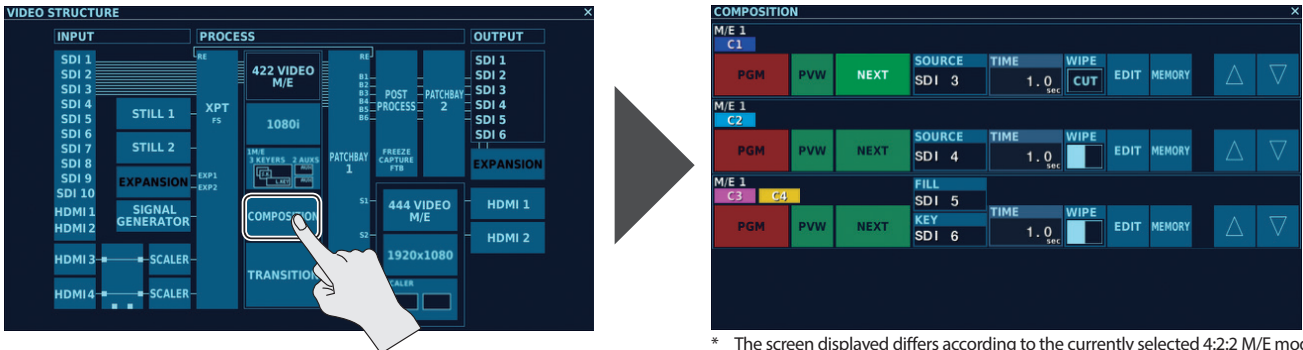 VIDEO STRUCTURE ×
INPUT PROCESS OUTPUT
SDI 1
SDI 2
SDI 3
SDI 4
SDI 5
SDI 6
SDI 7
SDI 8
SDI 9
SDI 10
HDMI 1
HDMI 2
HDMI 3
HDMI 4
STILL 1
STILL 2
EXPANSION
SIGNAL
GENERATOR
SCALER
SCALER
RE
XPT
FS
EXP1
EXP2
422 VIDEO
M/E
1080i
1M/E
3 KEYERS 2 AUXS
COMPOSITION
TRANSITION
RE
B1
B2
B3
B4
B5
B6
PATCHBAY
1
S1
S2
POST
PROCESS
FREEZE
CAPTURE
FTB
PATCHBAY
2
444 VIDEO
M/E
1920x1080
SCALER
SDI 1
SDI 2
SDI 3
SDI 4
SDI 5
SDI 6
EXPANSION
HDMI 1
HDMI 2
COMPOSITION ×
M/E 1
C1
PGM PVW NEXT SOURCE SDI 3 TIME 1.0 sec WIPE CUT EDIT MEMORY △ ▽
M/E 1
C2
PGM PVW NEXT SOURCE SDI 4 TIME 1.0 sec WIPE EDIT MEMORY △ ▽
M/E 1
C3 C4
FILL
SDI 5
PGM PVW NEXT KEY SDI 6 TIME 1.0 sec WIPE EDIT MEMORY △ ▽
* The screen displayed differs according to the currently selected 4:2:2 M/E mod